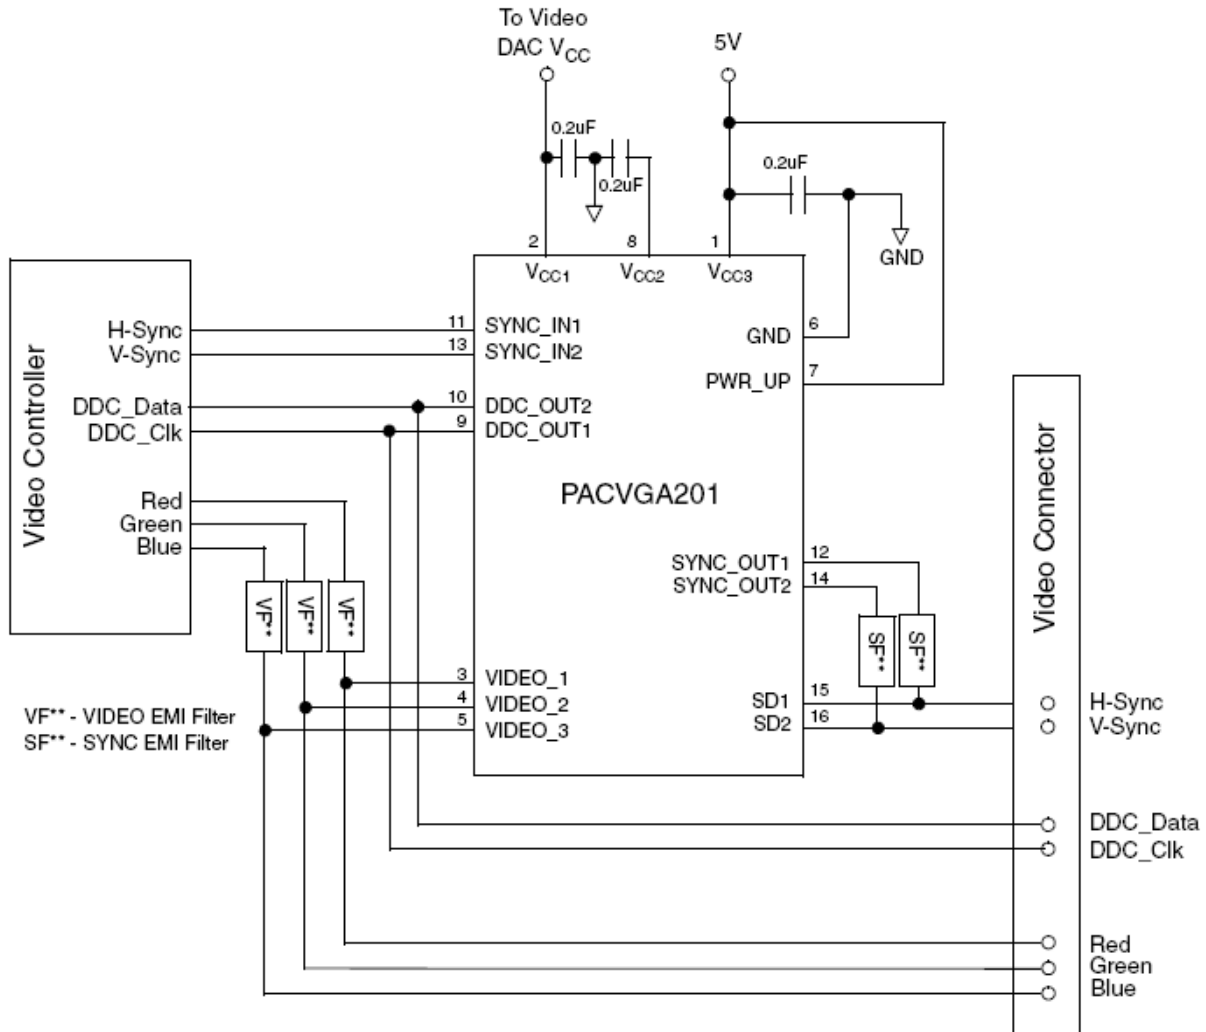 To Video
DAC VCC
5V
0.2uF
0.2uF
0.2uF
GND
2
8
1
VCC1
VCC2
VCC3
Video Controller
H-Sync
V-Sync
DDC_Data
DDC_Clk
Red
Green
Blue
11
13
10
9
SYNC_IN1
SYNC_IN2
DDC_OUT2
DDC_OUT1
GND
6
PWR_UP
7
PACVGA201
SYNC_OUT1
12
SYNC_OUT2
14
VF**
VF**
VF**
SF**
SF**
3
4
5
VIDEO_1
VIDEO_2
VIDEO_3
SD1
15
SD2
16
VF** - VIDEO EMI Filter
SF** - SYNC EMI Filter
Video Connector
H-Sync
V-Sync
DDC_Data
DDC_Clk
Red
Green
Blue